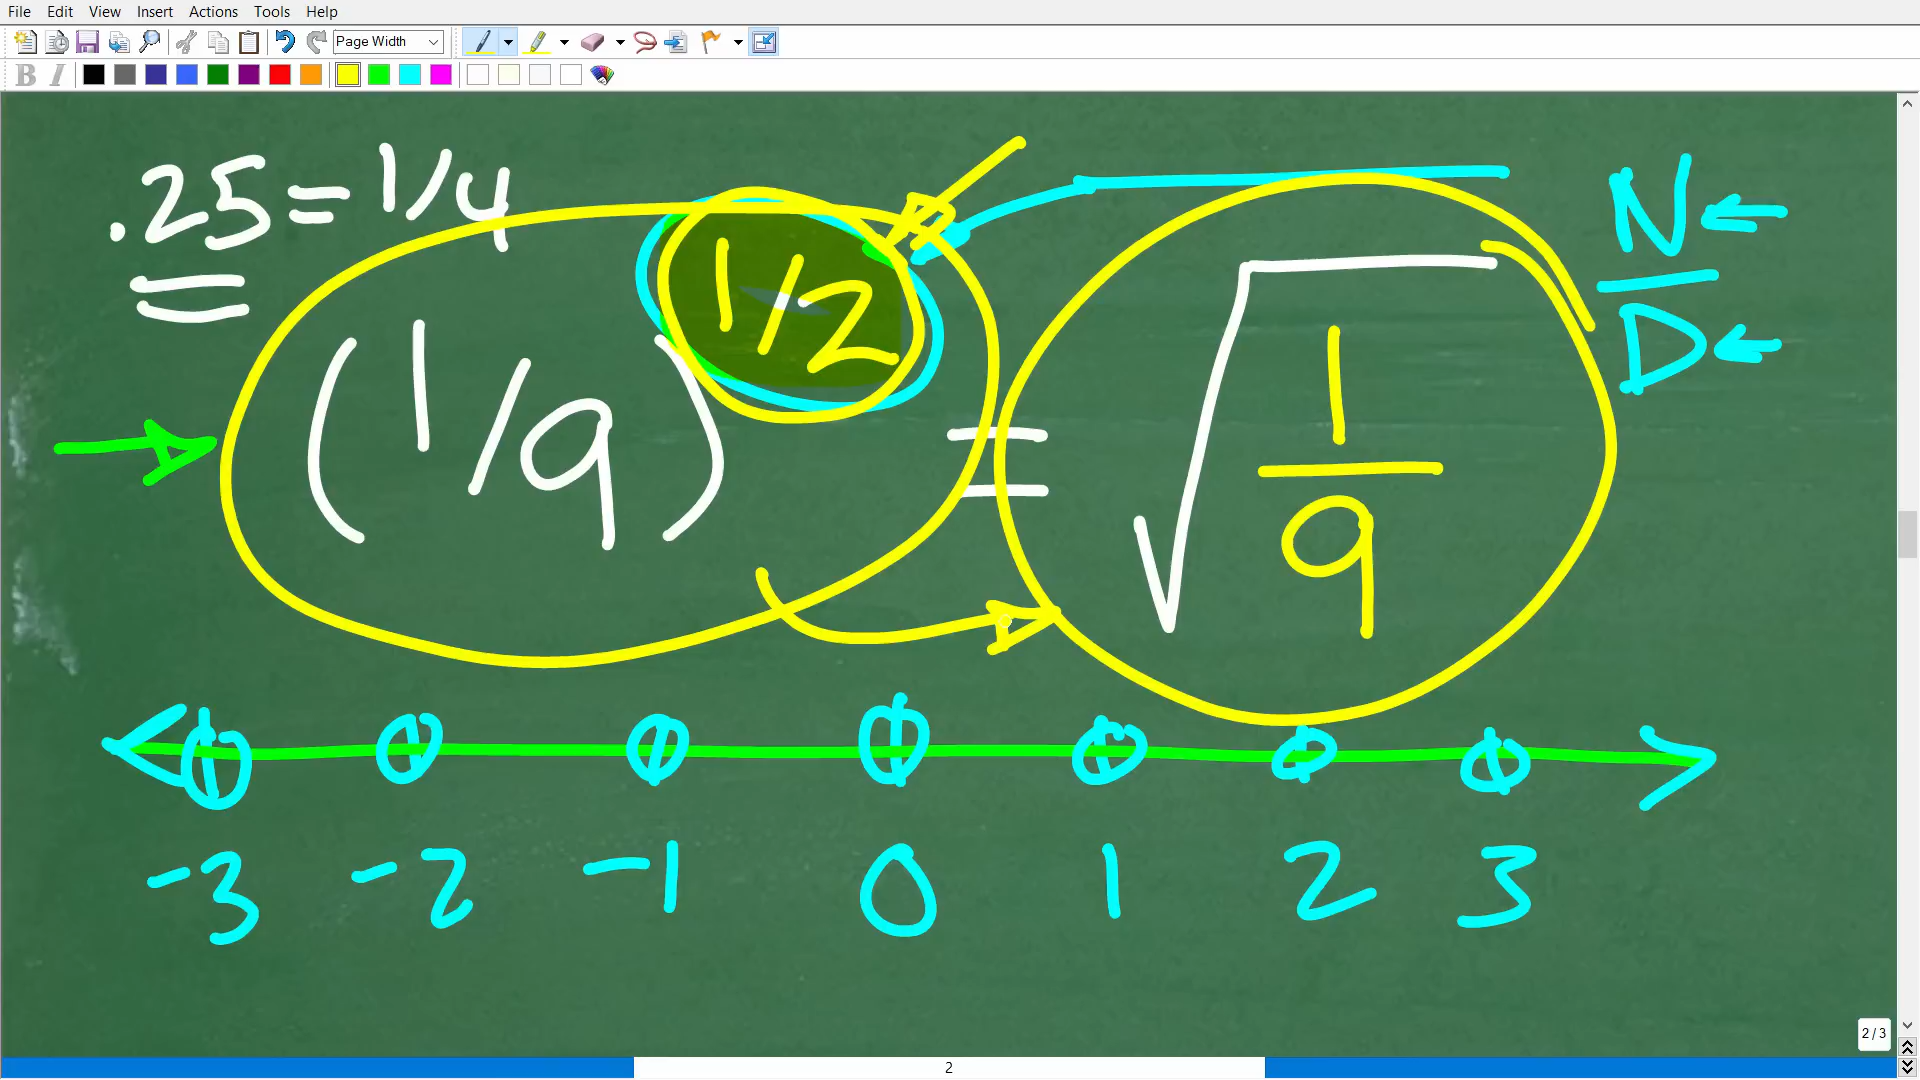 File Edit View Insert Actions Tools Help
Page Width
B I
.25 = 1/4
(1/9)^1/2 = √1/9
N
D
-3 -2 -1 0 1 2 3
2 / 3
2